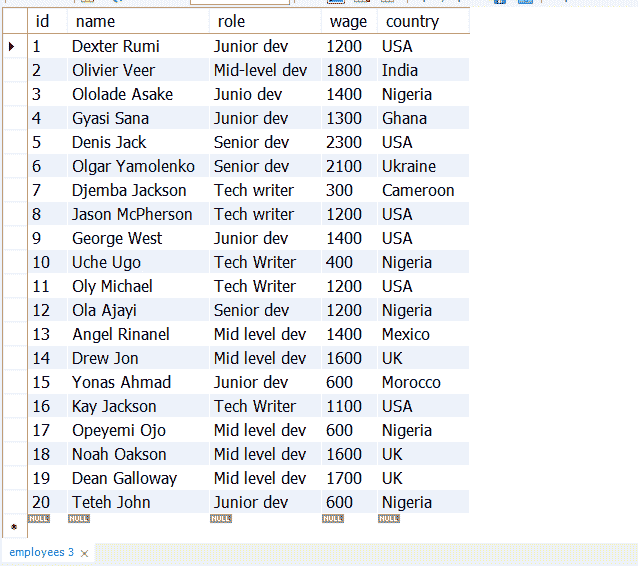 id name role wage country
1 Dexter Rumi Junior dev 1200 USA
2 Olivier Veer Mid-level dev 1800 India
3 Ololade Asake Junio dev 1400 Nigeria
4 Gyasi Sana Junior dev 1300 Ghana
5 Denis Jack Senior dev 2300 USA
6 Olgar Yamolenko Senior dev 2100 Ukraine
7 Djemba Jackson Tech writer 300 Cameroon
8 Jason McPherson Tech writer 1200 USA
9 George West Junior dev 1400 USA
10 Uche Ugo Tech Writer 400 Nigeria
11 Oly Michael Tech Writer 1200 USA
12 Ola Ajayi Senior dev 1200 Nigeria
13 Angel Rinanel Mid level dev 1400 Mexico
14 Drew Jon Mid level dev 1600 UK
15 Yonas Ahmad Junior dev 600 Morocco
16 Kay Jackson Tech Writer 1100 USA
17 Opeyemi Ojo Mid level dev 600 Nigeria
18 Noah Oakson Mid level dev 1600 UK
19 Dean Galloway Mid level dev 1700 UK
20 Teteh John Junior dev 600 Nigeria
NULL NULL NULL NULL NULL
employees 3